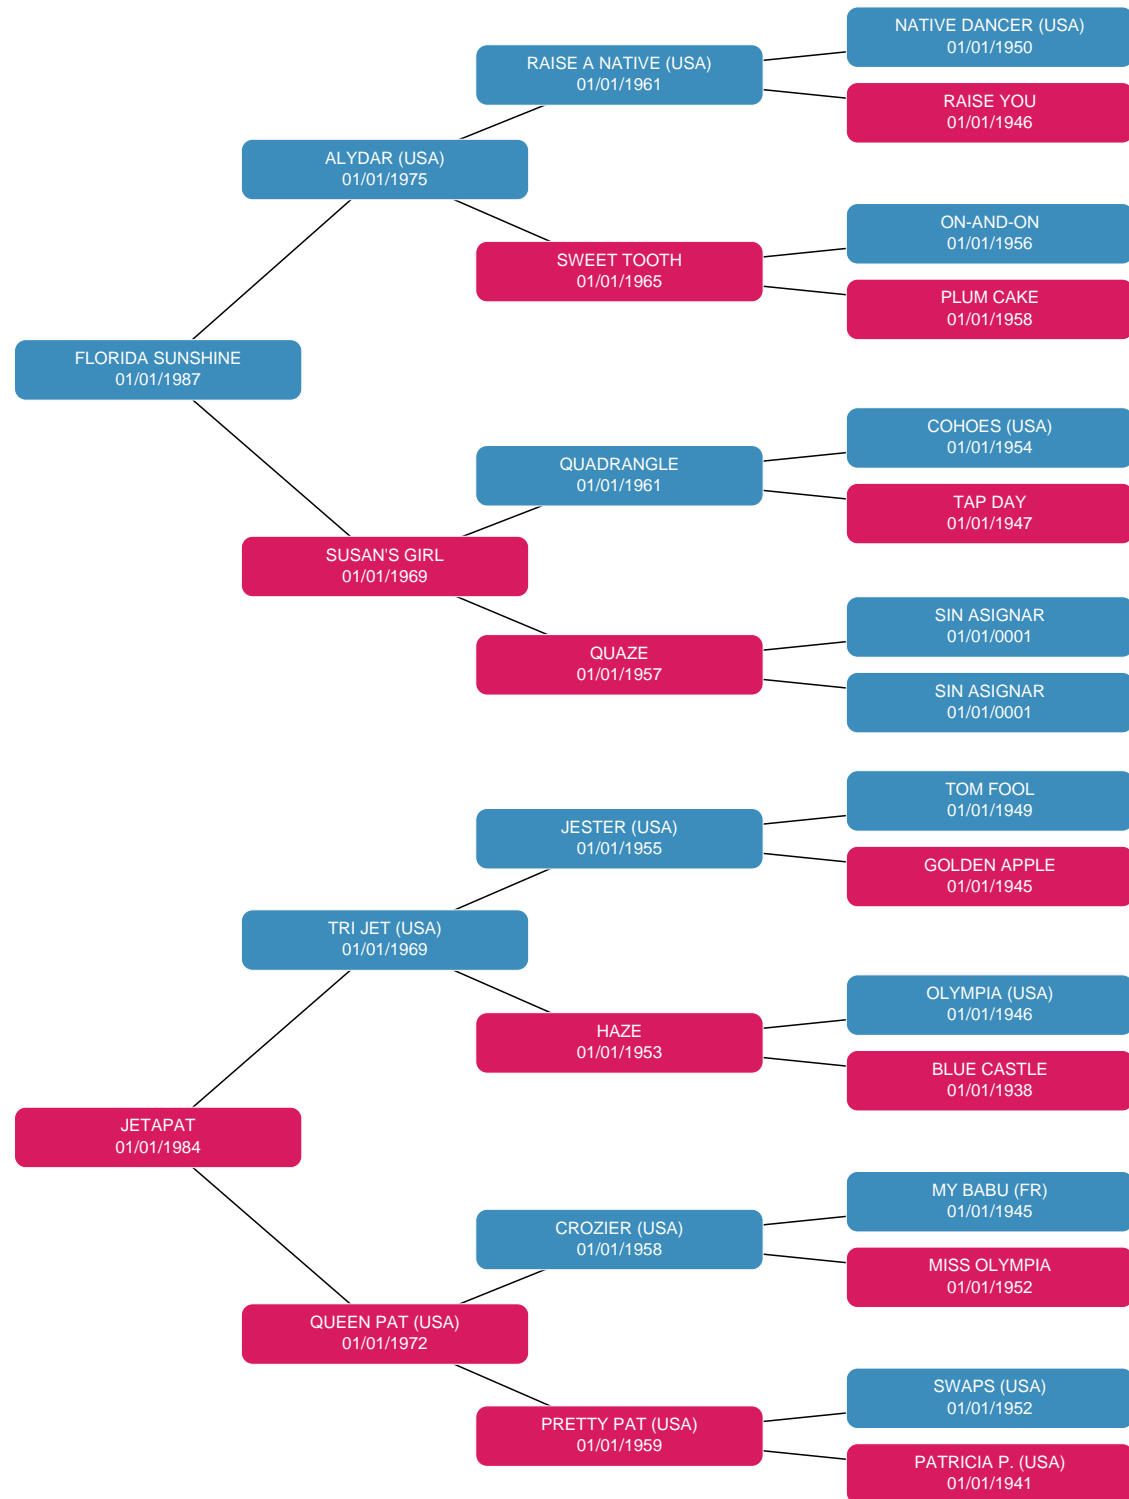 NATIVE DANCER (USA)
01/01/1950
RAISE A NATIVE (USA)
01/01/1961
RAISE YOU
01/01/1946
ALYDAR (USA)
01/01/1975
ON-AND-ON
01/01/1956
SWEET TOOTH
01/01/1965
PLUM CAKE
01/01/1958
FLORIDA SUNSHINE
01/01/1987
COHOES (USA)
01/01/1954
QUADRANGLE
01/01/1961
TAP DAY
01/01/1947
SUSAN'S GIRL
01/01/1969
SIN ASIGNAR
01/01/0001
QUAZE
01/01/1957
SIN ASIGNAR
01/01/0001
TOM FOOL
01/01/1949
JESTER (USA)
01/01/1955
GOLDEN APPLE
01/01/1945
TRI JET (USA)
01/01/1969
OLYMPIA (USA)
01/01/1946
HAZE
01/01/1953
BLUE CASTLE
01/01/1938
JETAPAT
01/01/1984
MY BABU (FR)
01/01/1945
CROZIER (USA)
01/01/1958
MISS OLYMPIA
01/01/1952
QUEEN PAT (USA)
01/01/1972
SWAPS (USA)
01/01/1952
PRETTY PAT (USA)
01/01/1959
PATRICIA P. (USA)
01/01/1941